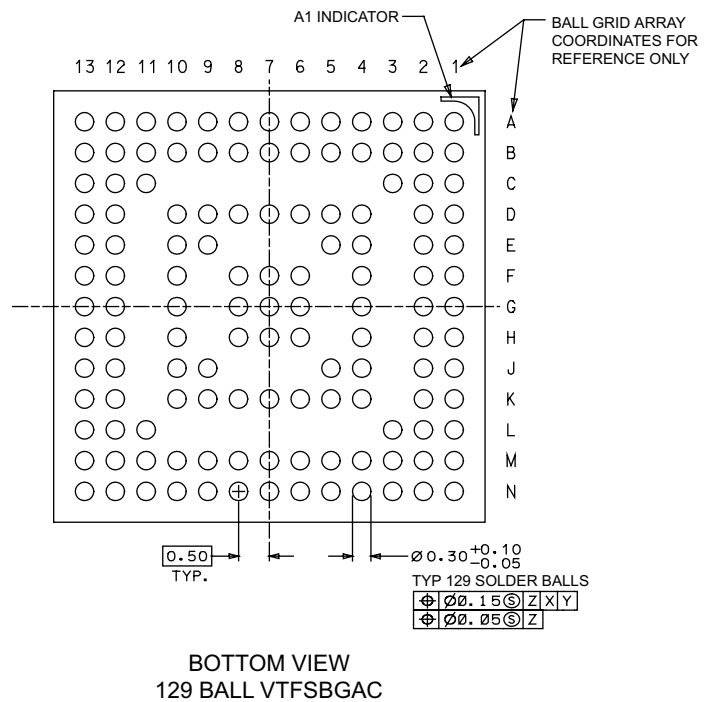 A1 INDICATOR
BALL GRID ARRAY
COORDINATES FOR
REFERENCE ONLY
13 12 11 10 9 8 7 6 5 4 3 2 1
A
B
C
D
E
F
G
H
J
K
L
M
N
0.50
TYP.
Ø0.30 +0.10 -0.05
TYP 129 SOLDER BALLS
⌖ Ø0.15Ⓢ Z X Y
⌖ Ø0.05Ⓢ Z
BOTTOM VIEW
129 BALL VTFSBGAC